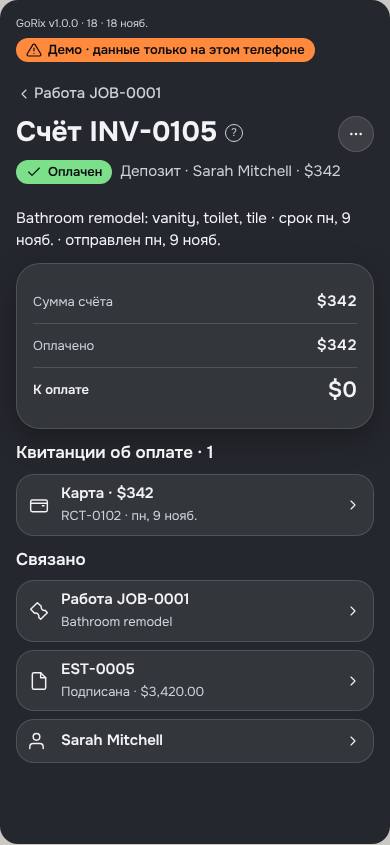 GoRix v1.0.0 · 18 · 18 нояб.
Демо · данные только на этом телефоне
Работа JOB-0001
Счёт INV-0105 ?
Оплачен Депозит · Sarah Mitchell · $342
Bathroom remodel: vanity, toilet, tile · срок пн, 9
нояб. · отправлен пн, 9 нояб.
Сумма счёта $342
Оплачено $342
К оплате $0
Квитанции об оплате · 1
Карта · $342
RCT-0102 · пн, 9 нояб.
Связано
Работа JOB-0001
Bathroom remodel
EST-0005
Подписана · $3,420.00
Sarah Mitchell